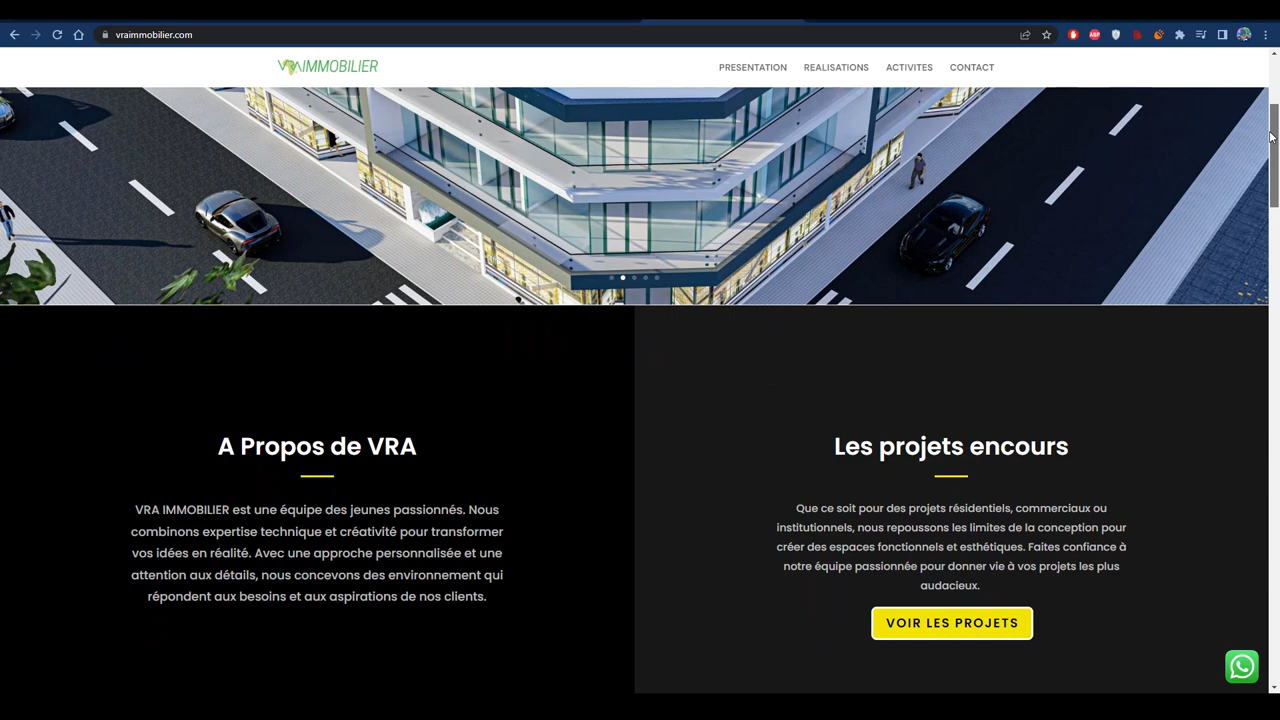 vraimmobilier.com
VRA IMMOBILIER
PRESENTATION
REALISATIONS
ACTIVITES
CONTACT
A Propos de VRA
VRA IMMOBILIER est une équipe des jeunes passionnés. Nous
combinons expertise technique et créativité pour transformer
vos idées en réalité. Avec une approche personnalisée et une
attention aux détails, nous concevons des environnement qui
répondent aux besoins et aux aspirations de nos clients.
Les projets encours
Que ce soit pour des projets résidentiels, commerciaux ou
institutionnels, nous repoussons les limites de la conception pour
créer des espaces fonctionnels et esthétiques. Faites confiance à
notre équipe passionnée pour donner vie à vos projets les plus
audacieux.
VOIR LES PROJETS